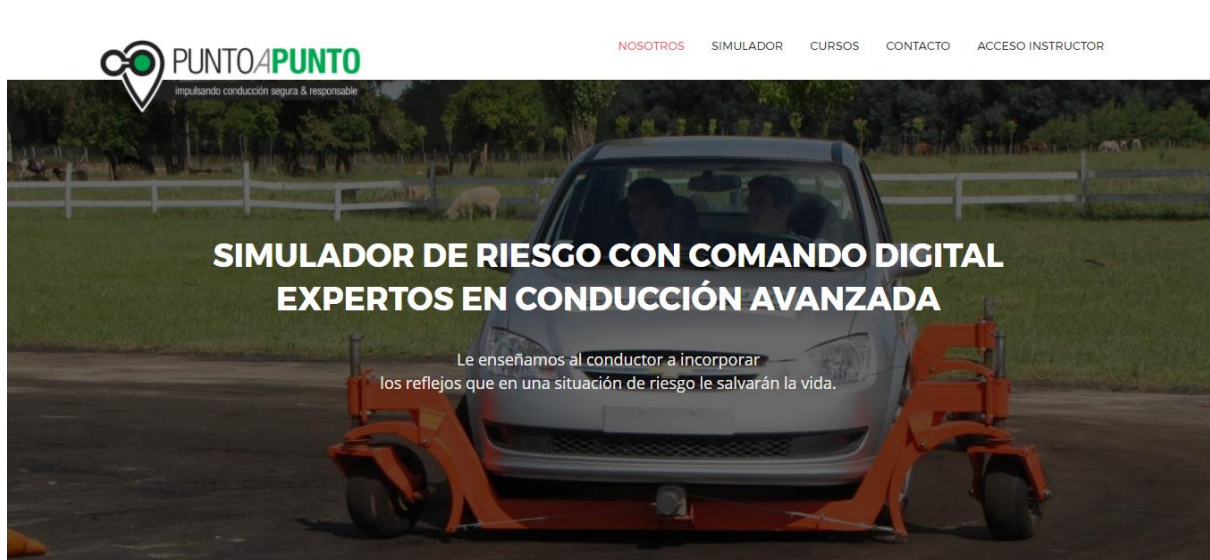 PUNTOAPUNTO
impulsando conducción segura & responsable
NOSOTROS SIMULADOR CURSOS CONTACTO ACCESO INSTRUCTOR
SIMULADOR DE RIESGO CON COMANDO DIGITAL
EXPERTOS EN CONDUCCIÓN AVANZADA
Le enseñamos al conductor a incorporar
los reflejos que en una situación de riesgo le salvarán la vida.